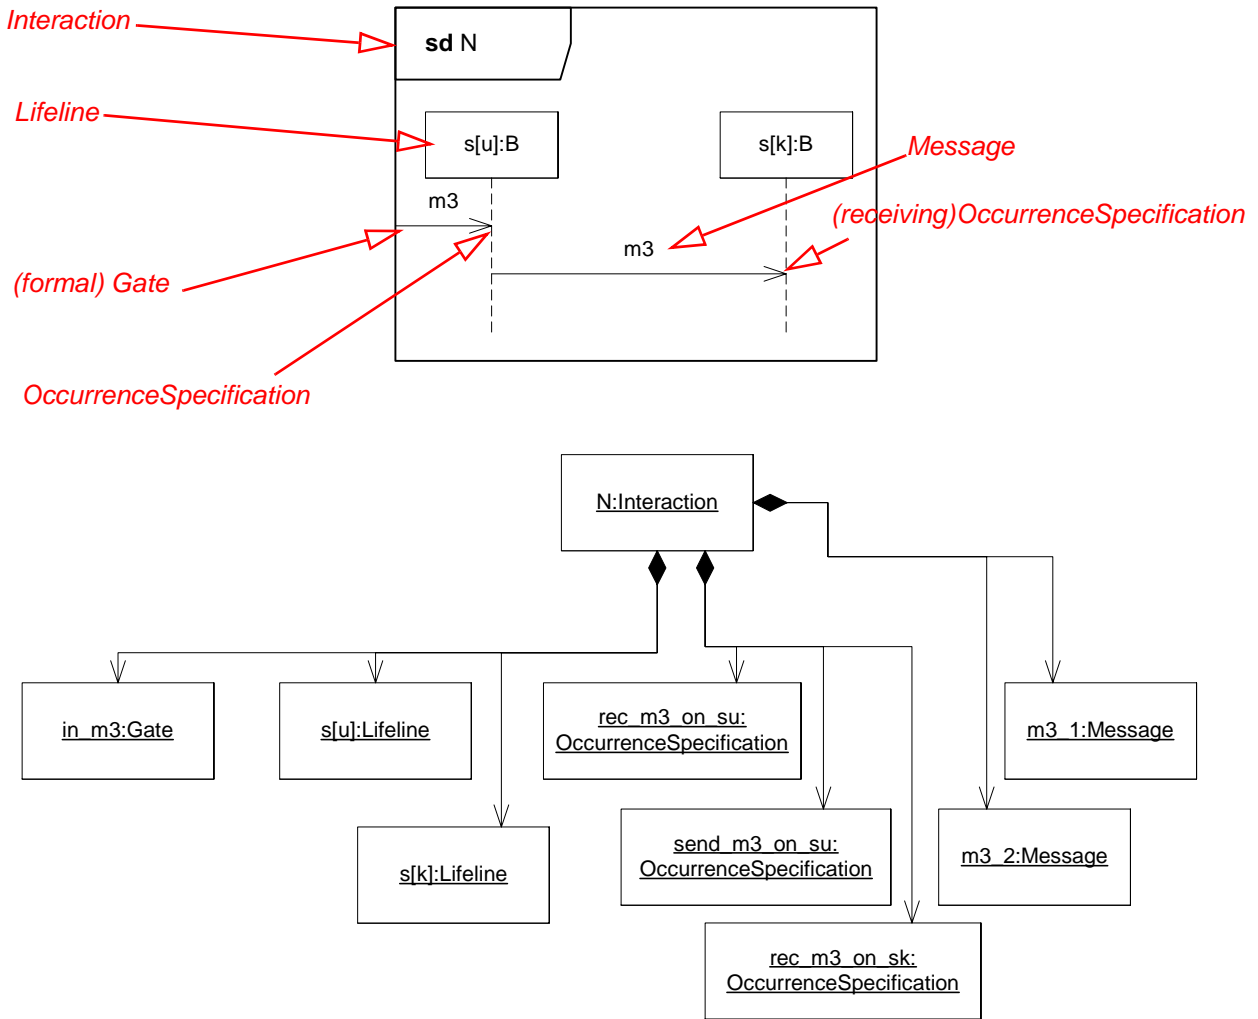 Interaction
sd N
Lifeline
s[u]:B
s[k]:B
Message
m3
(receiving)OccurrenceSpecification
m3
(formal) Gate
OccurrenceSpecification
N:Interaction
in_m3:Gate
s[u]:Lifeline
rec_m3_on_su:
OccurrenceSpecification
m3_1:Message
s[k]:Lifeline
send_m3_on_su:
OccurrenceSpecification
m3_2:Message
rec_m3_on_sk:
OccurrenceSpecification